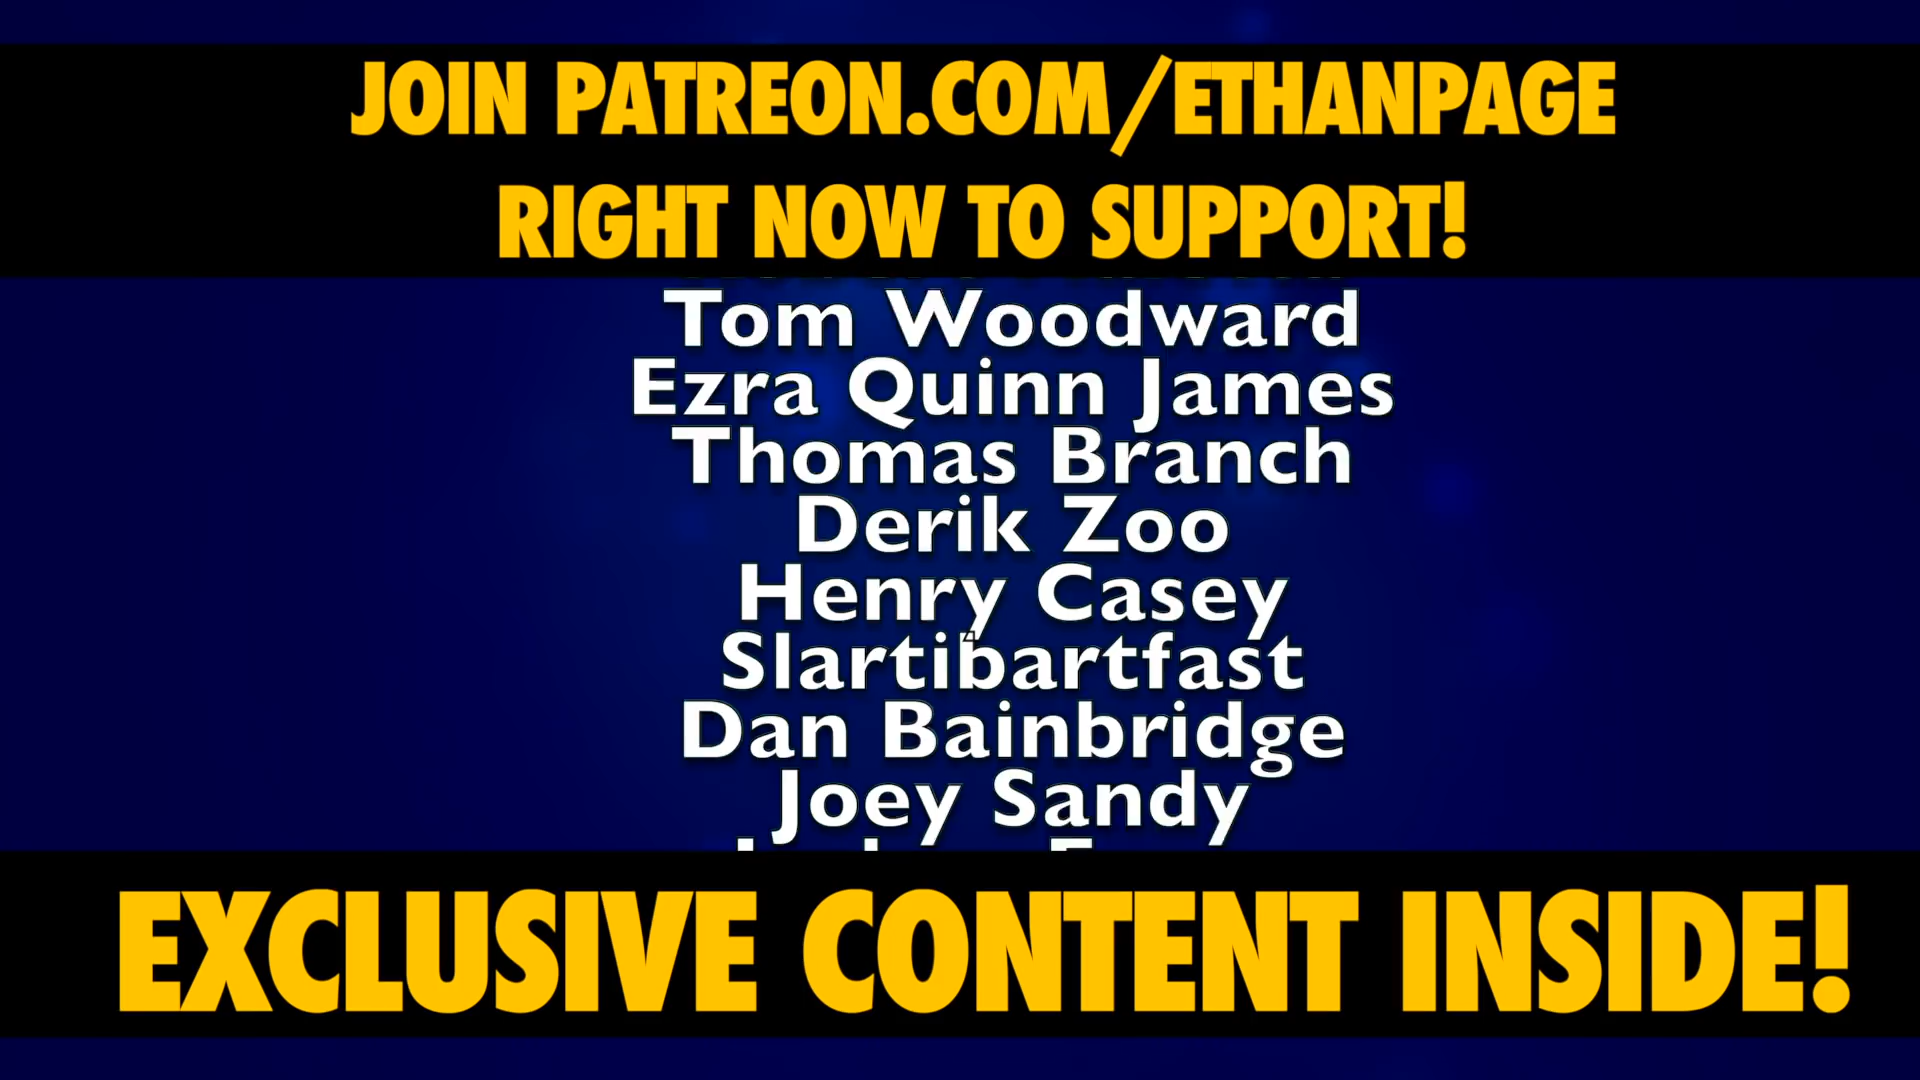 JOIN PATREON.COM/ETHANPAGE
RIGHT NOW TO SUPPORT!
Tom Woodward
Ezra Quinn James
Thomas Branch
Derik Zoo
Henry Casey
Slartibartfast
Dan Bainbridge
Joey Sandy
EXCLUSIVE CONTENT INSIDE!